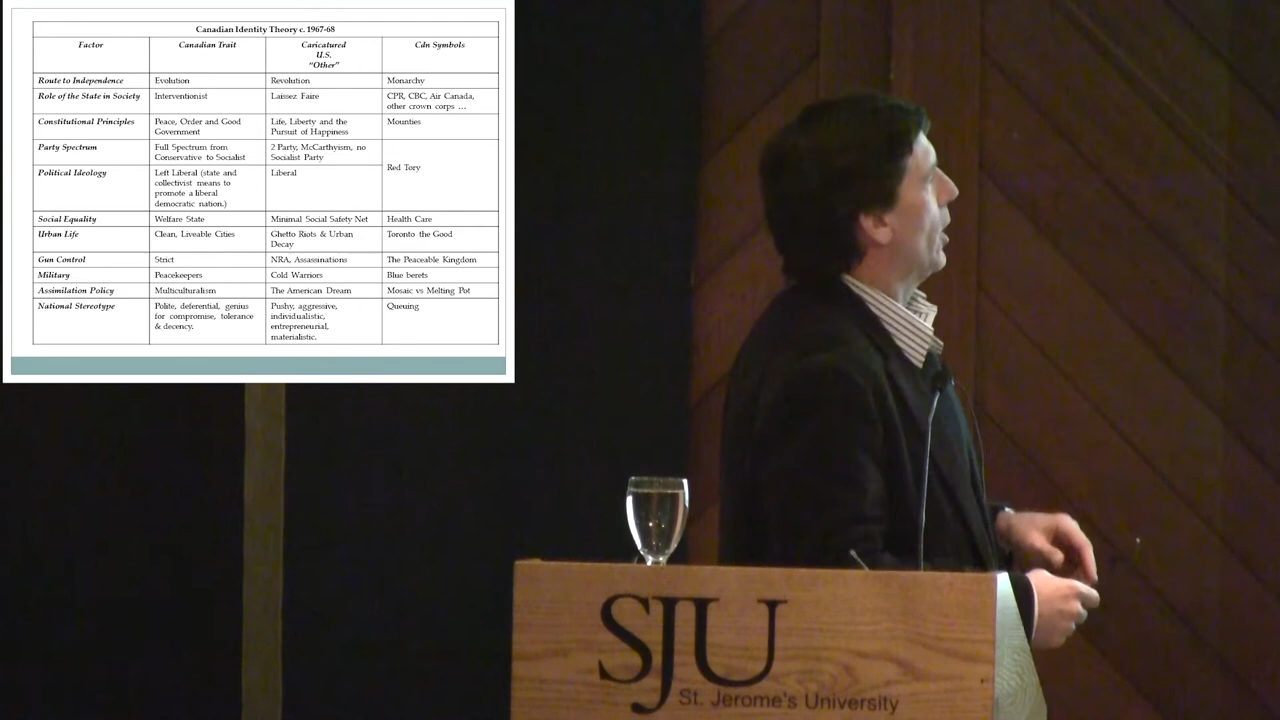 Canadian Identity Theory c. 1967-68
Factor
Canadian Trait
Caricatured
U.S.
"Other"
Cdn Symbols
Route to Independence
Evolution
Revolution
Monarchy
Role of the State in Society
Interventionist
Laissez Faire
CPR, CBC, Air Canada,
other crown corps ...
Constitutional Principles
Peace, Order and Good
Government
Life, Liberty and the
Pursuit of Happiness
Mounties
Party Spectrum
Full Spectrum from
Conservative to Socialist
2 Party, McCarthyism, no
Socialist Party
Red Tory
Political Ideology
Left Liberal (state and
collectivist means to
promote a liberal
democratic nation.)
Liberal
Social Equality
Welfare State
Minimal Social Safety Net
Health Care
Urban Life
Clean, Liveable Cities
Ghetto Riots & Urban
Decay
Toronto the Good
Gun Control
Strict
NRA, Assassinations
The Peaceable Kingdom
Military
Peacekeepers
Cold Warriors
Blue berets
Assimilation Policy
Multiculturalism
The American Dream
Mosaic vs Melting Pot
National Stereotype
Polite, deferential, genius
for compromise, tolerance
& decency.
Pushy, aggressive,
individualistic,
entrepreneurial,
materialistic.
Queuing
SJU
St. Jerome's University